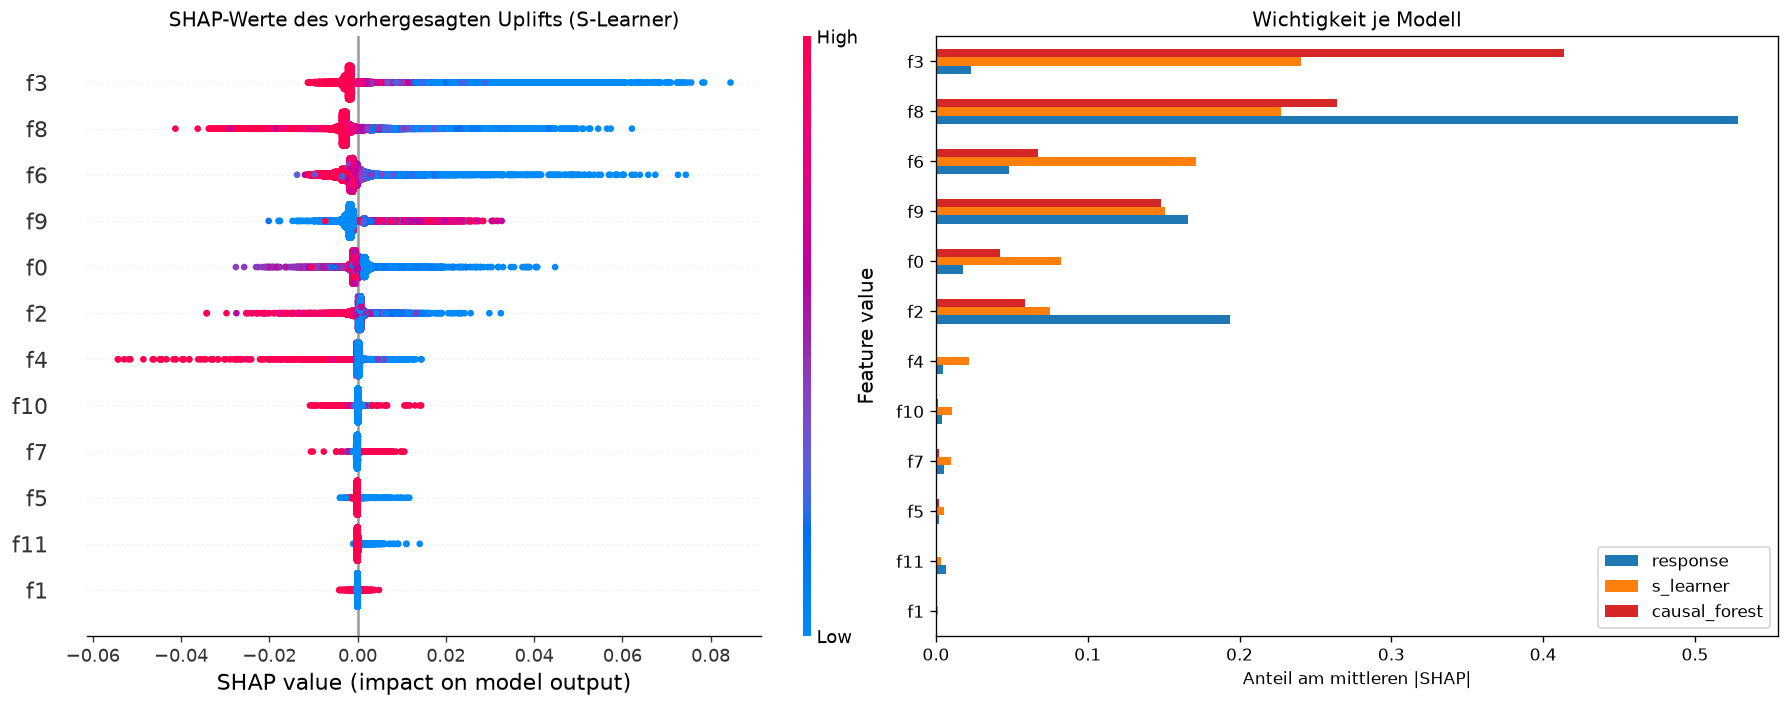 SHAP-Werte des vorhergesagten Uplifts (S-Learner)
f3
f8
f6
f9
f0
f2
f4
f10
f7
f5
f11
f1
−0.06
−0.04
−0.02
0.00
0.02
0.04
0.06
0.08
SHAP value (impact on model output)
High
Low
Feature value
Wichtigkeit je Modell
f3
f8
f6
f9
f0
f2
f4
f10
f7
f5
f11
f1
0.0
0.1
0.2
0.3
0.4
0.5
Anteil am mittleren |SHAP|
response
s_learner
causal_forest